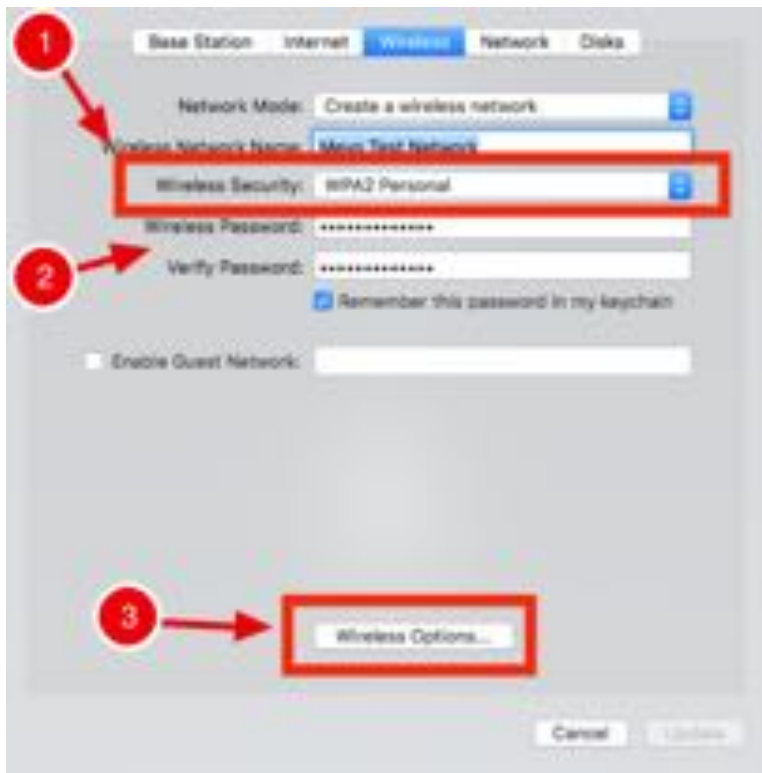 1
Base Station Internet Wireless Network Disks
Network Mode: Create a wireless network
Wireless Network Name: Mevo Test Network
Wireless Security: WPA2 Personal
Wireless Password: ••••••••••••••
2
Verify Password: ••••••••••••••
Remember this password in my keychain
Enable Guest Network:
3
Wireless Options...
Cancel Update